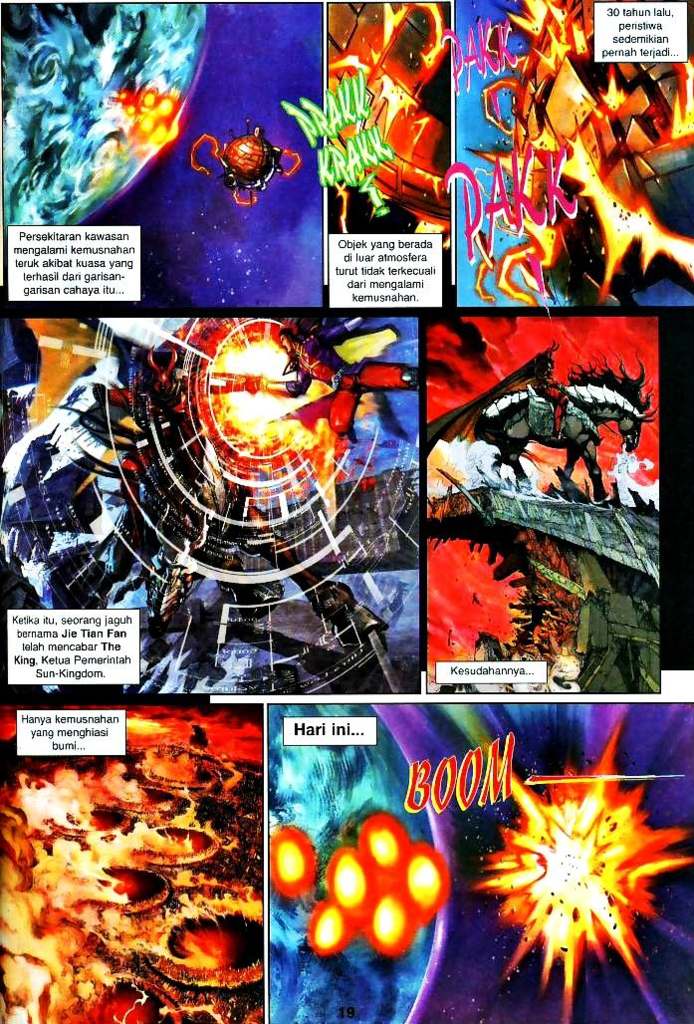 Persekitaran kawasan
mengalami kemusnahan
teruk akibat kuasa yang
terhasil dari garisan-
garisan cahaya itu...
PRAKK
KRAKK
!
Objek yang berada
di luar atmosfera
turut tidak terkecuali
dari mengalami
kemusnahan.
PAKK
!
PAKK
!
30 tahun lalu,
peristiwa
sedemikian
pernah terjadi...
Ketika itu, seorang jaguh
bernama Jie Tian Fan
telah mencabar The
King, Ketua Pemerintah
Sun-Kingdom.
Kesudahannya...
Hanya kemusnahan
yang menghiasi
bumi...
Hari ini...
BOOM
19